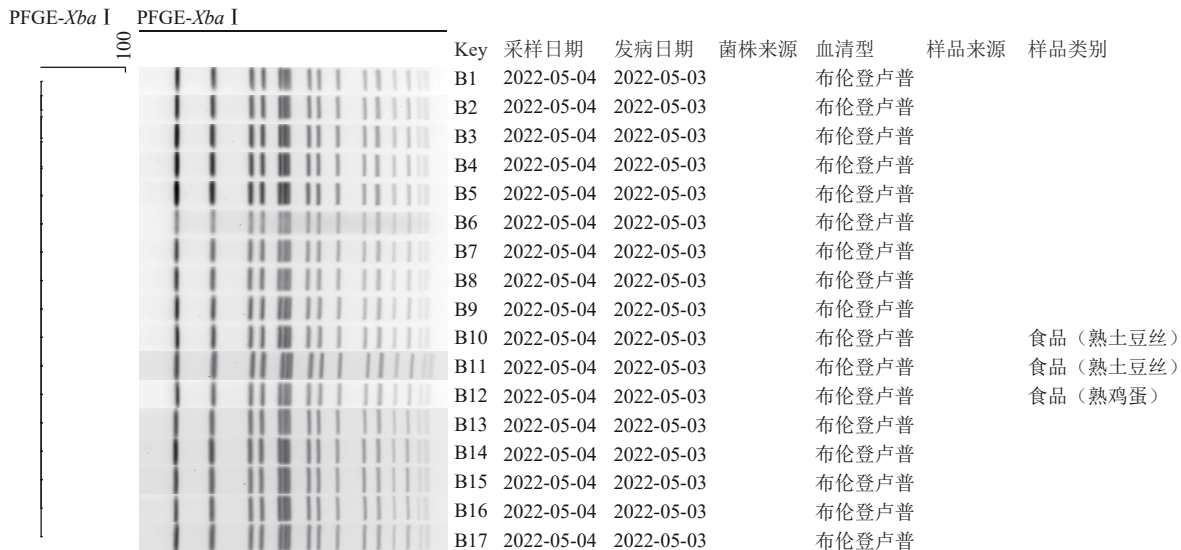 PFGE-Xba Ⅰ PFGE-Xba Ⅰ
100
Key 采样日期 发病日期 菌株来源 血清型 样品来源 样品类别
B1 2022-05-04 2022-05-03 布伦登卢普
B2 2022-05-04 2022-05-03 布伦登卢普
B3 2022-05-04 2022-05-03 布伦登卢普
B4 2022-05-04 2022-05-03 布伦登卢普
B5 2022-05-04 2022-05-03 布伦登卢普
B6 2022-05-04 2022-05-03 布伦登卢普
B7 2022-05-04 2022-05-03 布伦登卢普
B8 2022-05-04 2022-05-03 布伦登卢普
B9 2022-05-04 2022-05-03 布伦登卢普
B10 2022-05-04 2022-05-03 布伦登卢普 食品（熟土豆丝）
B11 2022-05-04 2022-05-03 布伦登卢普 食品（熟土豆丝）
B12 2022-05-04 2022-05-03 布伦登卢普 食品（熟鸡蛋）
B13 2022-05-04 2022-05-03 布伦登卢普
B14 2022-05-04 2022-05-03 布伦登卢普
B15 2022-05-04 2022-05-03 布伦登卢普
B16 2022-05-04 2022-05-03 布伦登卢普
B17 2022-05-04 2022-05-03 布伦登卢普